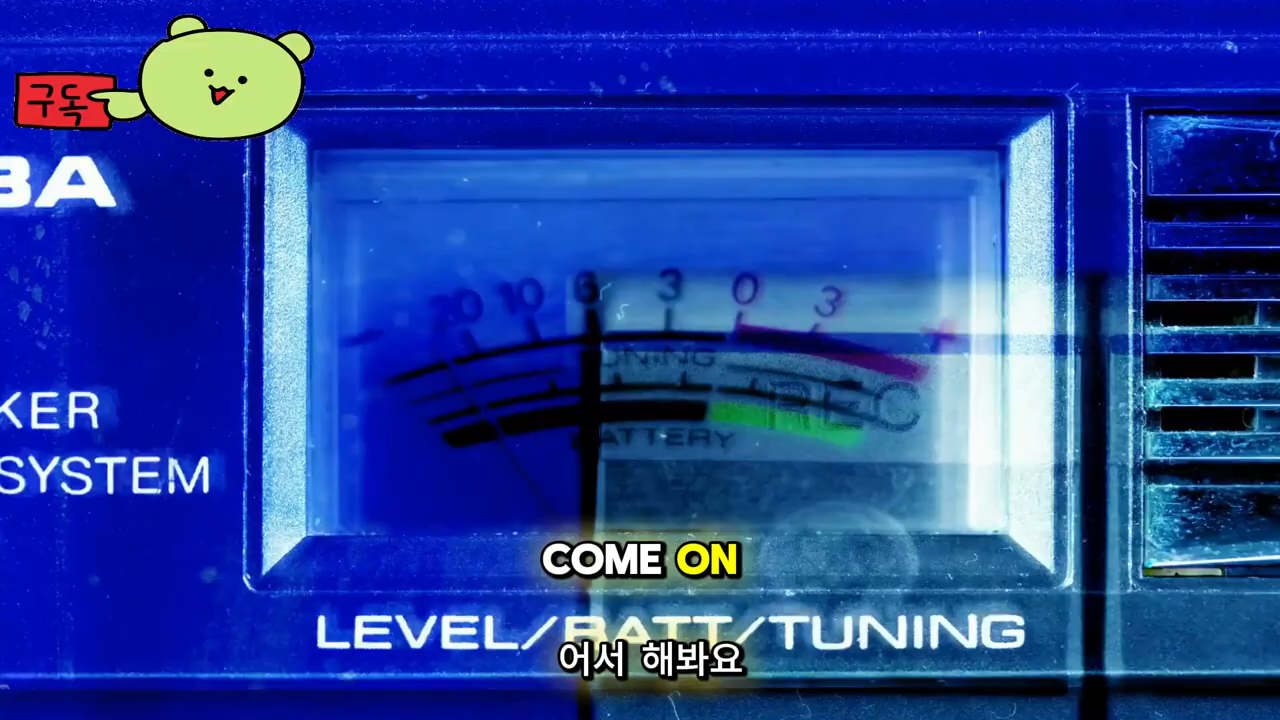 구독
BA
20 10 6 3 0 3 +
TUNING
REC
BATTERY
KER
SYSTEM
COME ON
LEVEL/BATT/TUNING
어서 해봐요